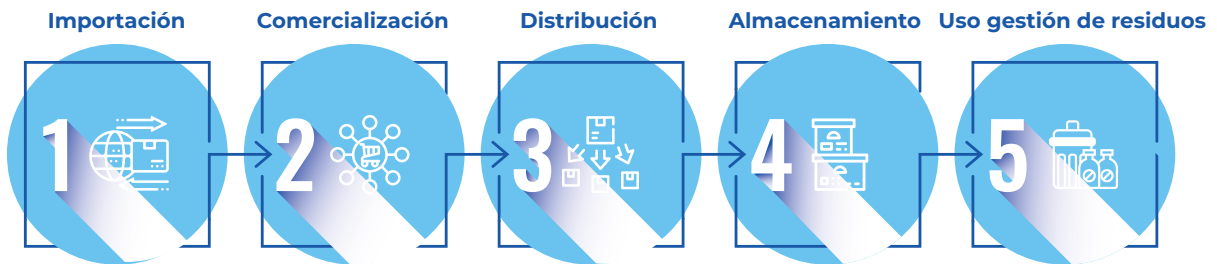 Importación
Comercialización
Distribución
Almacenamiento
Uso gestión de residuos
1
2
3
4
5